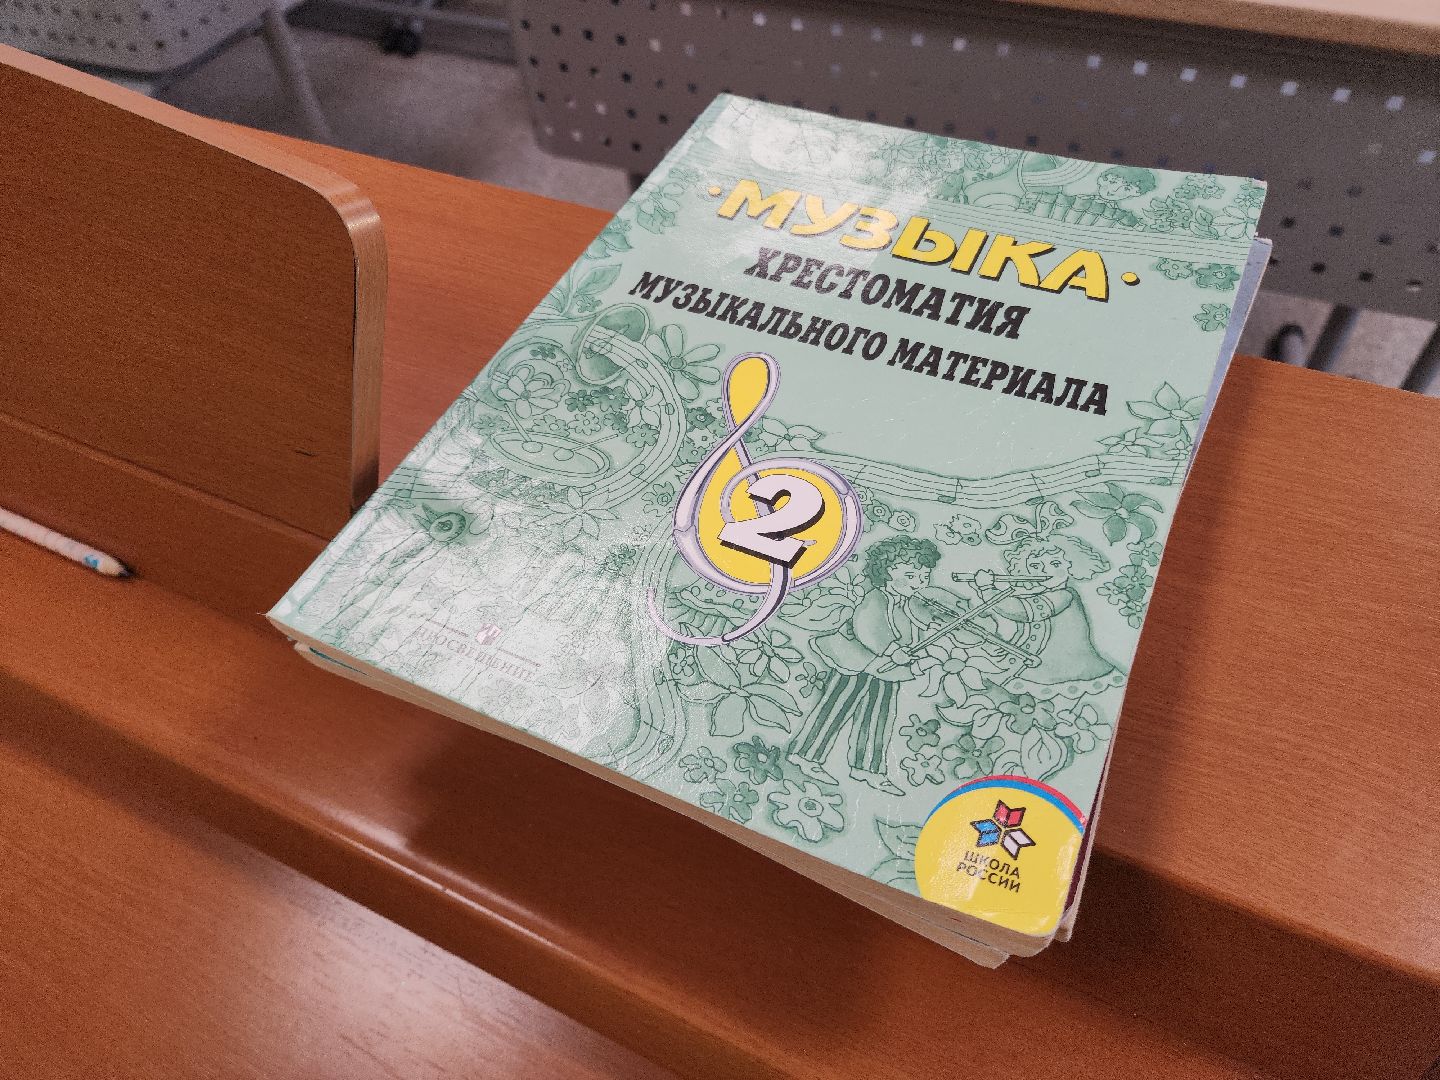 МУЗЫКА
ХРЕСТОМАТИЯ
МУЗЫКАЛЬНОГО МАТЕРИАЛА
2
ПРОСВЕЩЕНИЕ
ШКОЛА
РОССИИ